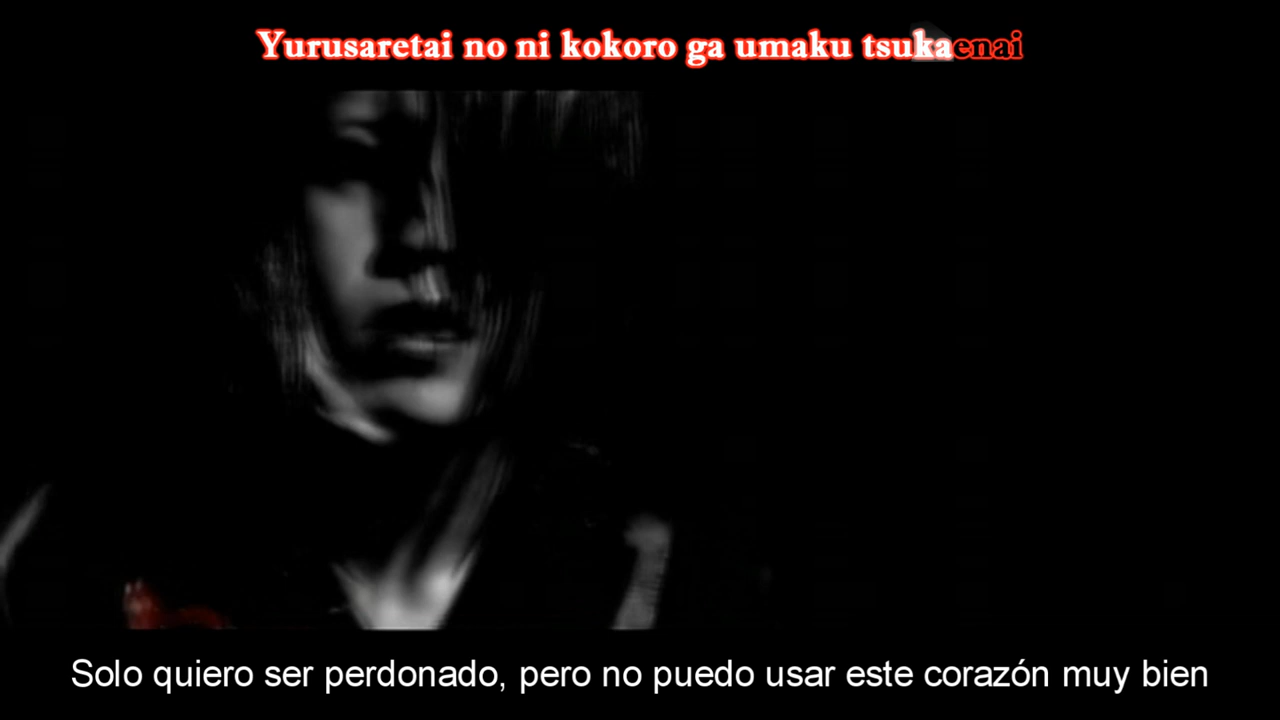 Yurusaretai no ni kokoro ga umaku tsukaenai
Solo quiero ser perdonado, pero no puedo usar este corazón muy bien